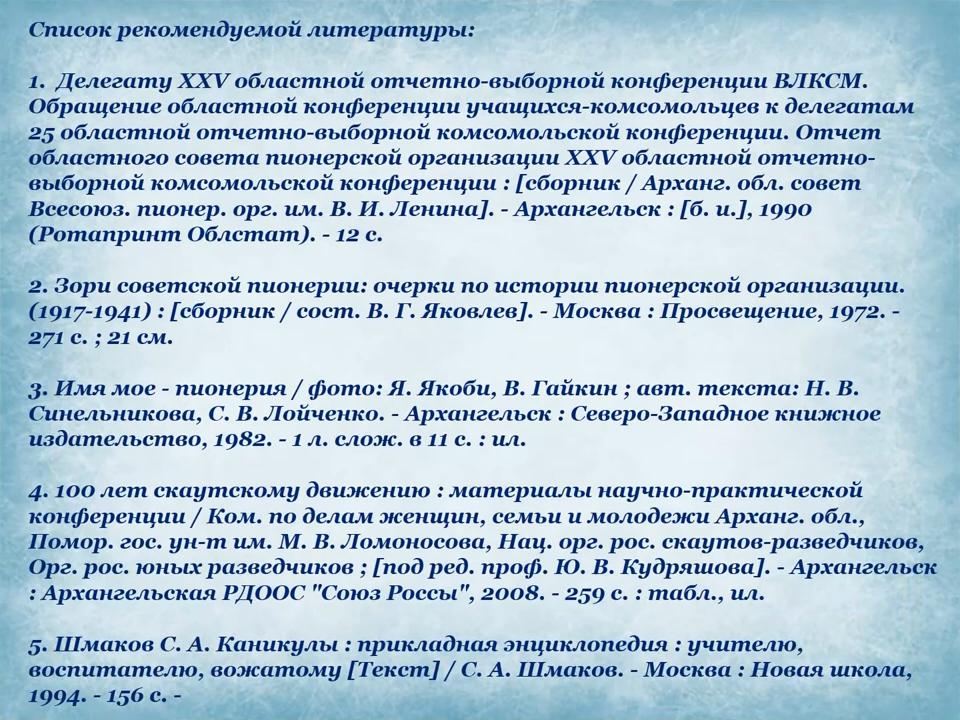 Список рекомендуемой литературы:
1. Делегату XXV областной отчетно-выборной конференции ВЛКСМ.
Обращение областной конференции учащихся-комсомольцев к делегатам
25 областной отчетно-выборной комсомольской конференции. Отчет
областного совета пионерской организации XXV областной отчетно-
выборной комсомольской конференции : [сборник / Арханг. обл. совет
Всесоюз. пионер. орг. им. В. И. Ленина]. - Архангельск : [б. и.], 1990
(Ротапринт Облстат). - 12 с.
2. Зори советской пионерии: очерки по истории пионерской организации.
(1917-1941) : [сборник / сост. В. Г. Яковлев]. - Москва : Просвещение, 1972. -
271 с. ; 21 см.
3. Имя мое - пионерия / фото: Я. Якоби, В. Гайкин ; авт. текста: Н. В.
Синельникова, С. В. Лойченко. - Архангельск : Северо-Западное книжное
издательство, 1982. - 1 л. слож. в 11 с. : ил.
4. 100 лет скаутскому движению : материалы научно-практической
конференции / Ком. по делам женщин, семьи и молодежи Арханг. обл.,
Помор. гос. ун-т им. М. В. Ломоносова, Нац. орг. рос. скаутов-разведчиков,
Орг. рос. юных разведчиков ; [под ред. проф. Ю. В. Кудряшова]. - Архангельск
: Архангельская РДООС "Союз Россы", 2008. - 259 с. : табл., ил.
5. Шмаков С. А. Каникулы : прикладная энциклопедия : учителю,
воспитателю, вожатому [Текст] / С. А. Шмаков. - Москва : Новая школа,
1994. - 156 с. -